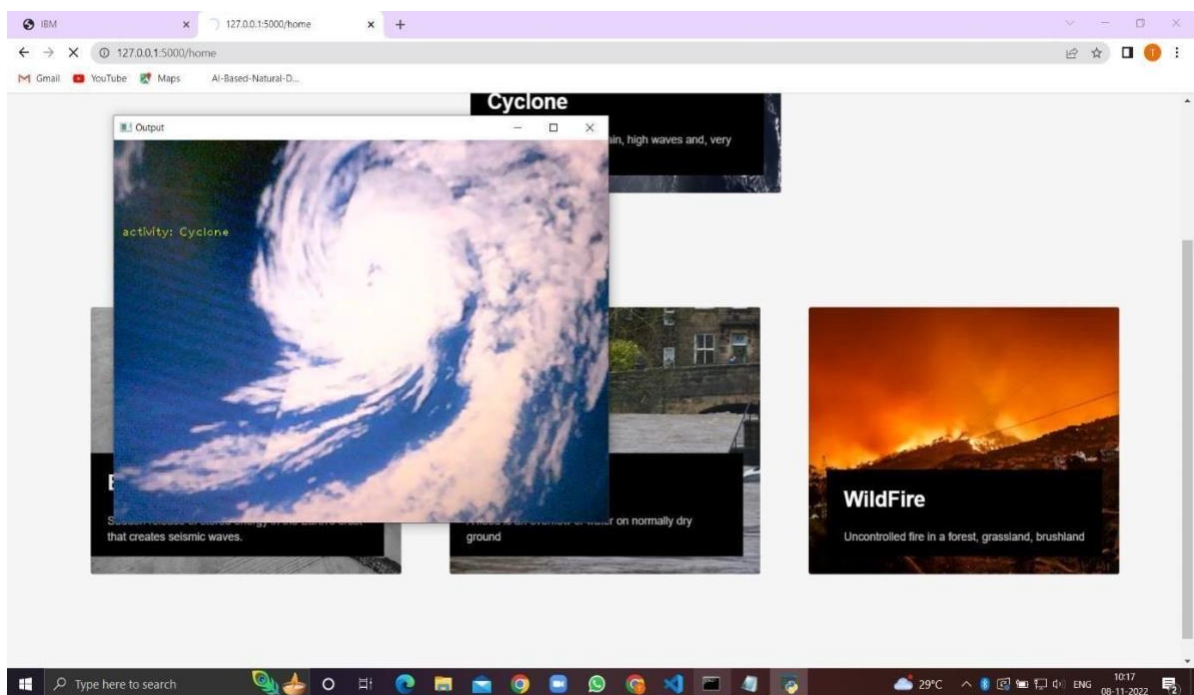 IBM
127.0.0.1:5000/home
127.0.0.1:5000/home
Gmail YouTube Maps AI-Based-Natural-D...
Cyclone
Output
in, high waves and, very
activity: Cyclone
E
that creates seismic waves.
on normally dry
ground
WildFire
Uncontrolled fire in a forest, grassland, brushland
Type here to search
29°C
ENG
10:17
08-11-2022
2